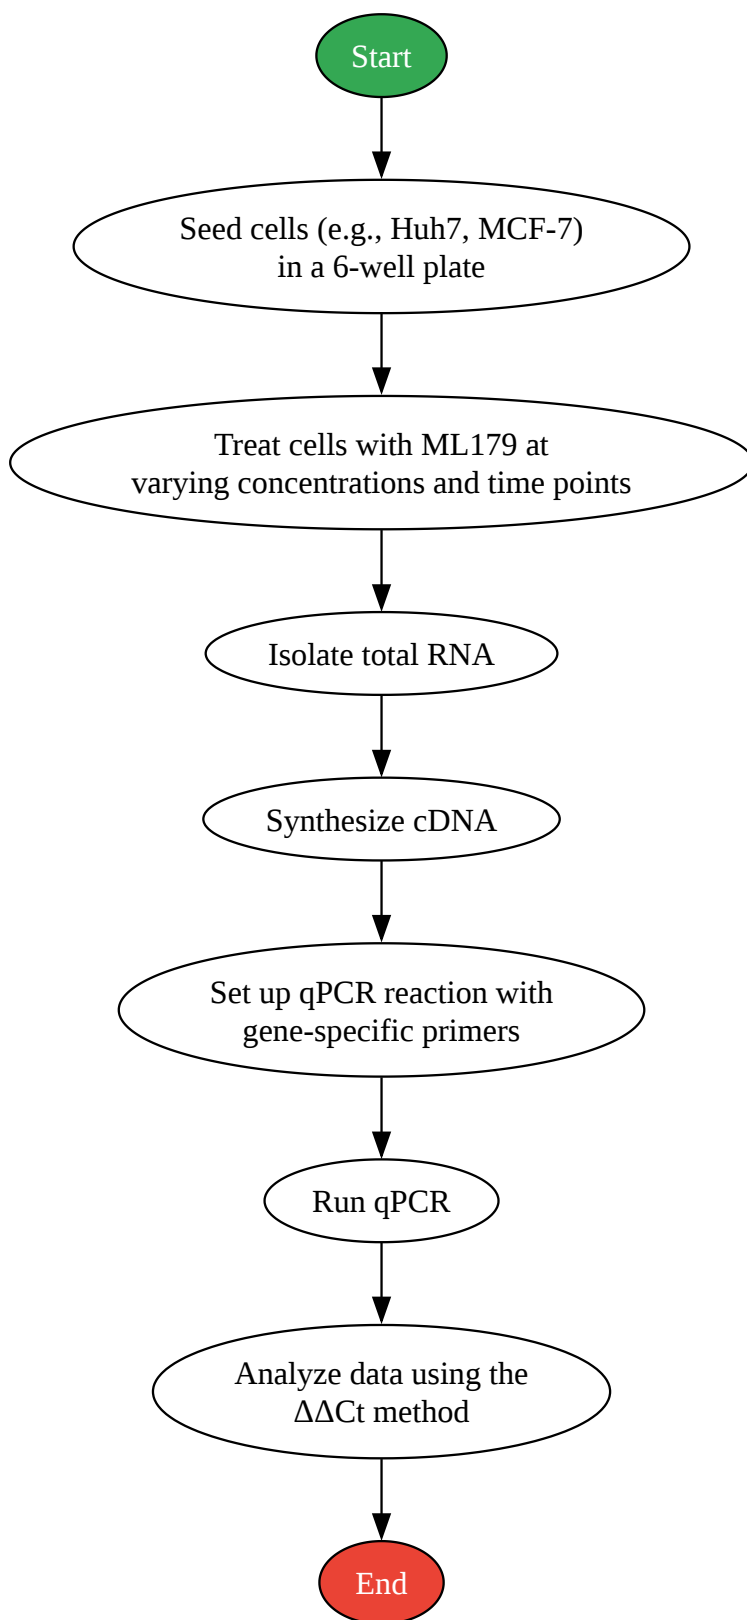 Start
Seed cells (e.g., Huh7, MCF-7)
in a 6-well plate
Treat cells with ML179 at
varying concentrations and time points
Isolate total RNA
Synthesize cDNA
Set up qPCR reaction with
gene-specific primers
Run qPCR
Analyze data using the
ΔΔCt method
End